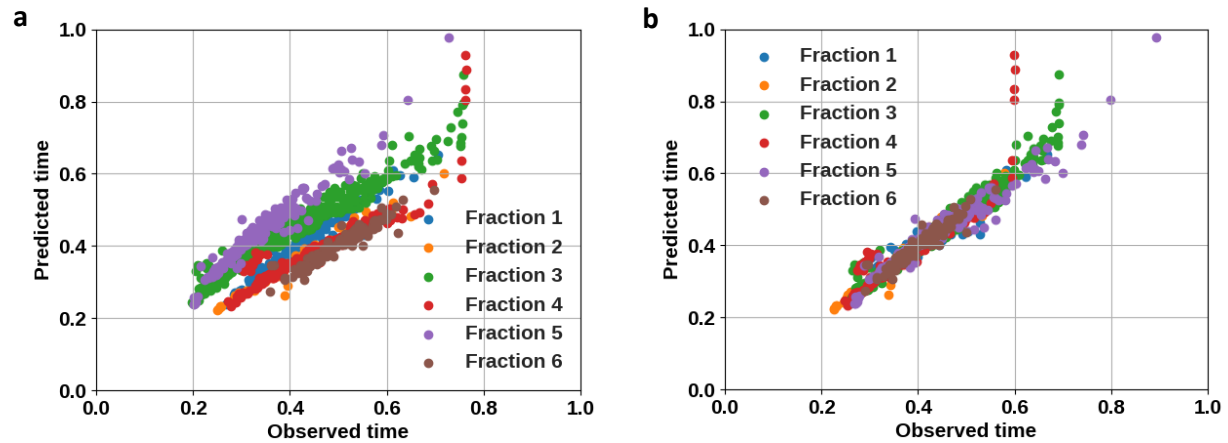 a
1.0
0.8
0.6
0.4
0.2
0.0
Predicted time
Fraction 1
Fraction 2
Fraction 3
Fraction 4
Fraction 5
Fraction 6
0.0 0.2 0.4 0.6 0.8 1.0
Observed time
b
1.0
0.8
0.6
0.4
0.2
0.0
Predicted time
Fraction 1
Fraction 2
Fraction 3
Fraction 4
Fraction 5
Fraction 6
0.0 0.2 0.4 0.6 0.8 1.0
Observed time